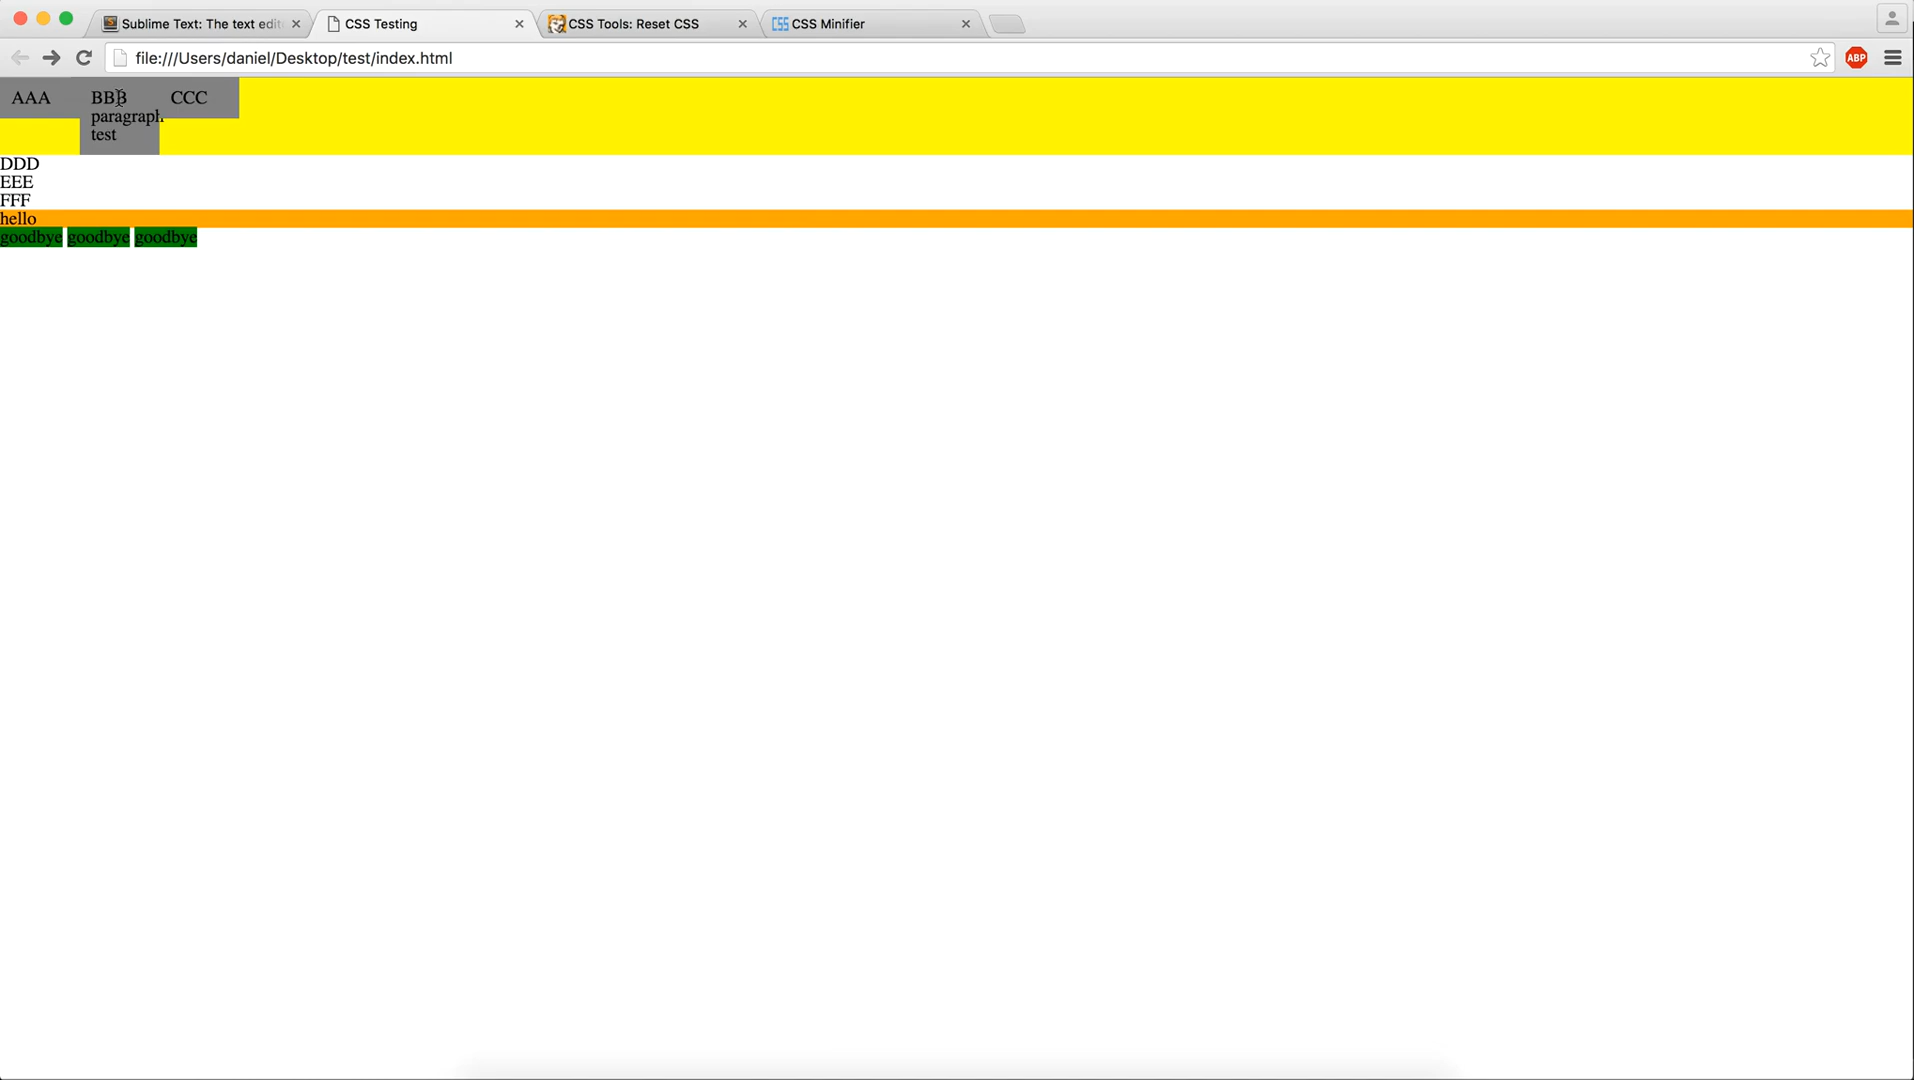 Sublime Text: The text edit
CSS Testing
CSS Tools: Reset CSS
CSS Minifier
file:///Users/daniel/Desktop/test/index.html
ABP
AAA BBB CCC
paragraph
test
DDD
EEE
FFF
hello
goodbye goodbye goodbye